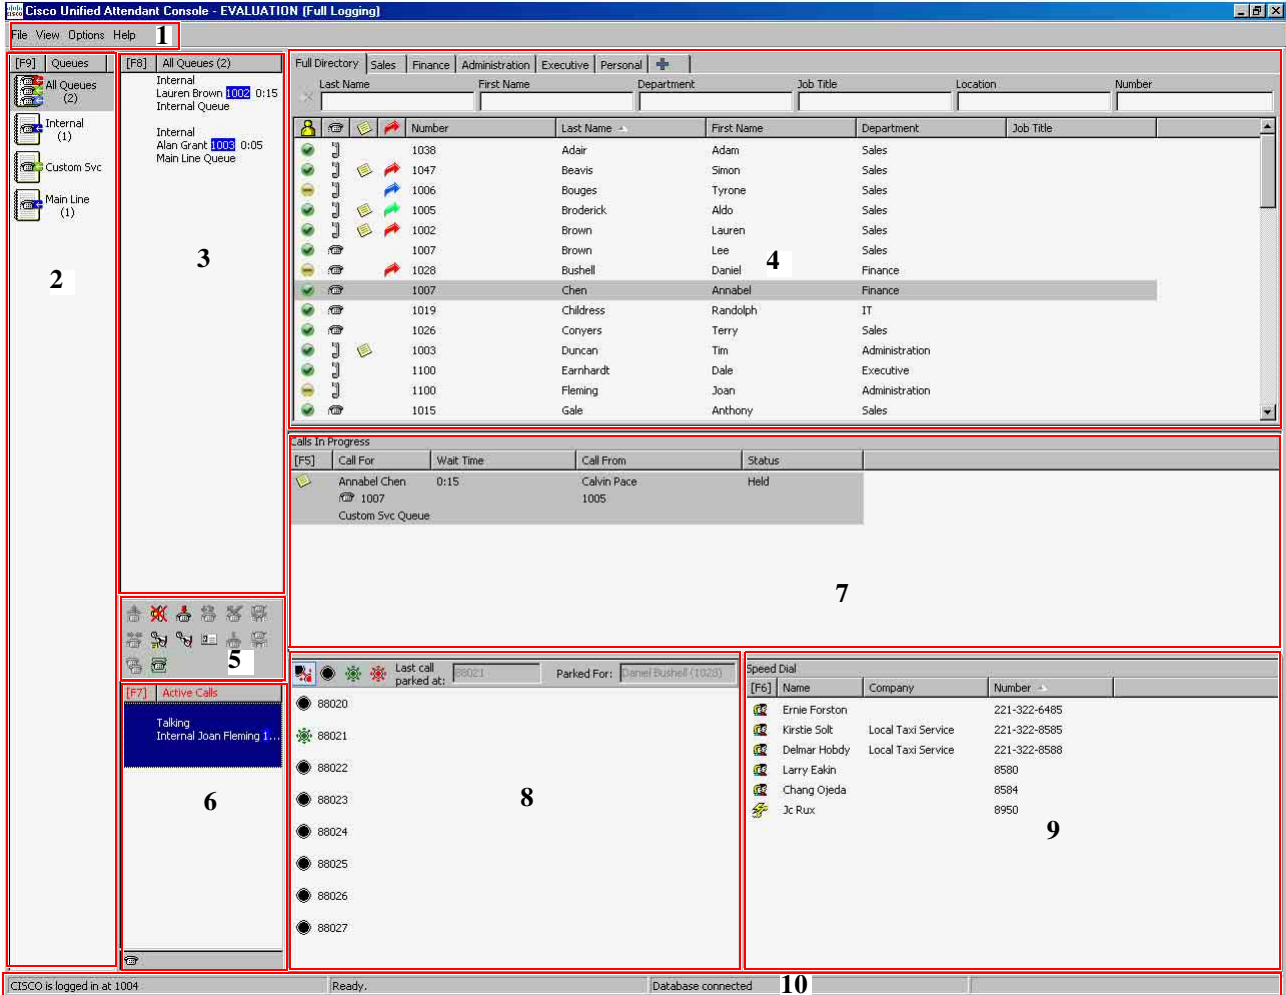 Cisco Unified Attendant Console - EVALUATION [Full Logging]
File View Options Help
1
[F9] Queues
All Queues
(2)
Internal
(1)
Custom Svc
Main Line
(1)
2
[F8] All Queues (2)
Internal
Lauren Brown 1002 0:15
Internal Queue
Internal
Alan Grant 1003 0:05
Main Line Queue
3
Full Directory Sales Finance Administration Executive Personal
Last Name First Name Department Job Title Location Number
Number Last Name First Name Department Job Title
1038 Adair Adam Sales
1047 Beavis Simon Sales
1006 Bouges Tyrone Sales
1005 Broderick Aldo Sales
1002 Brown Lauren Sales
1007 Brown Lee Sales
4
1028 Bushell Daniel Finance
1007 Chen Annabel Finance
1019 Childress Randolph IT
1026 Conyers Terry Sales
1003 Duncan Tim Administration
1100 Earnhardt Dale Executive
1100 Fleming Joan Administration
1015 Gale Anthony Sales
Calls In Progress
[F5] Call For Wait Time Call From Status
Annabel Chen 0:15 Calvin Pace Held
1007 1005
Custom Svc Queue
7
5
[F7] Active Calls
Talking
Internal Joan Fleming 1...
6
Last call
parked at: 88021 Parked For: Daniel Bushell (1028)
88020
88021
88022
88023
88024
88025
88026
88027
8
Speed Dial
[F6] Name Company Number
Ernie Forston 221-322-6485
Kirstie Solt Local Taxi Service 221-322-8585
Delmar Hobdy Local Taxi Service 221-322-8588
Larry Eakin 8580
Chang Ojeda 8584
Jc Rux 8950
9
CISCO is logged in at 1004 Ready. Database connected
10